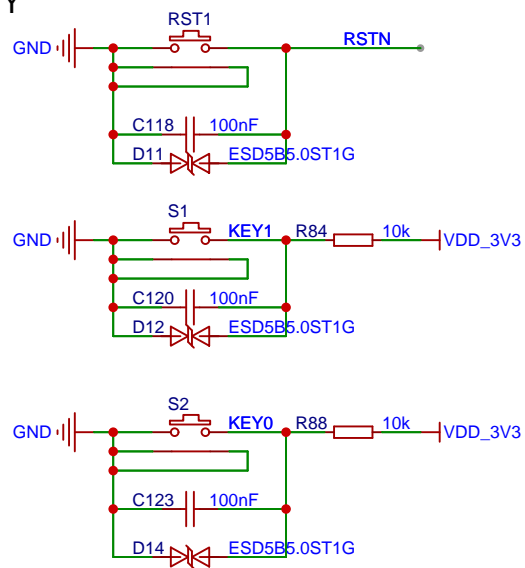 Y
RST1
GND
RSTN
C118 100nF
D11 ESD5B5.0ST1G
S1
GND KEY1 R84 10k VDD_3V3
C120 100nF
D12 ESD5B5.0ST1G
S2
GND KEY0 R88 10k VDD_3V3
C123 100nF
D14 ESD5B5.0ST1G